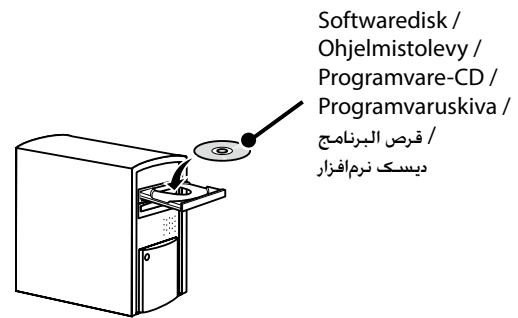 Softwaredisk /
Ohjelmistolevy /
Programvare-CD /
Programvaruskiva /
قرص البرنامج /
دیسک نرم‌افزار